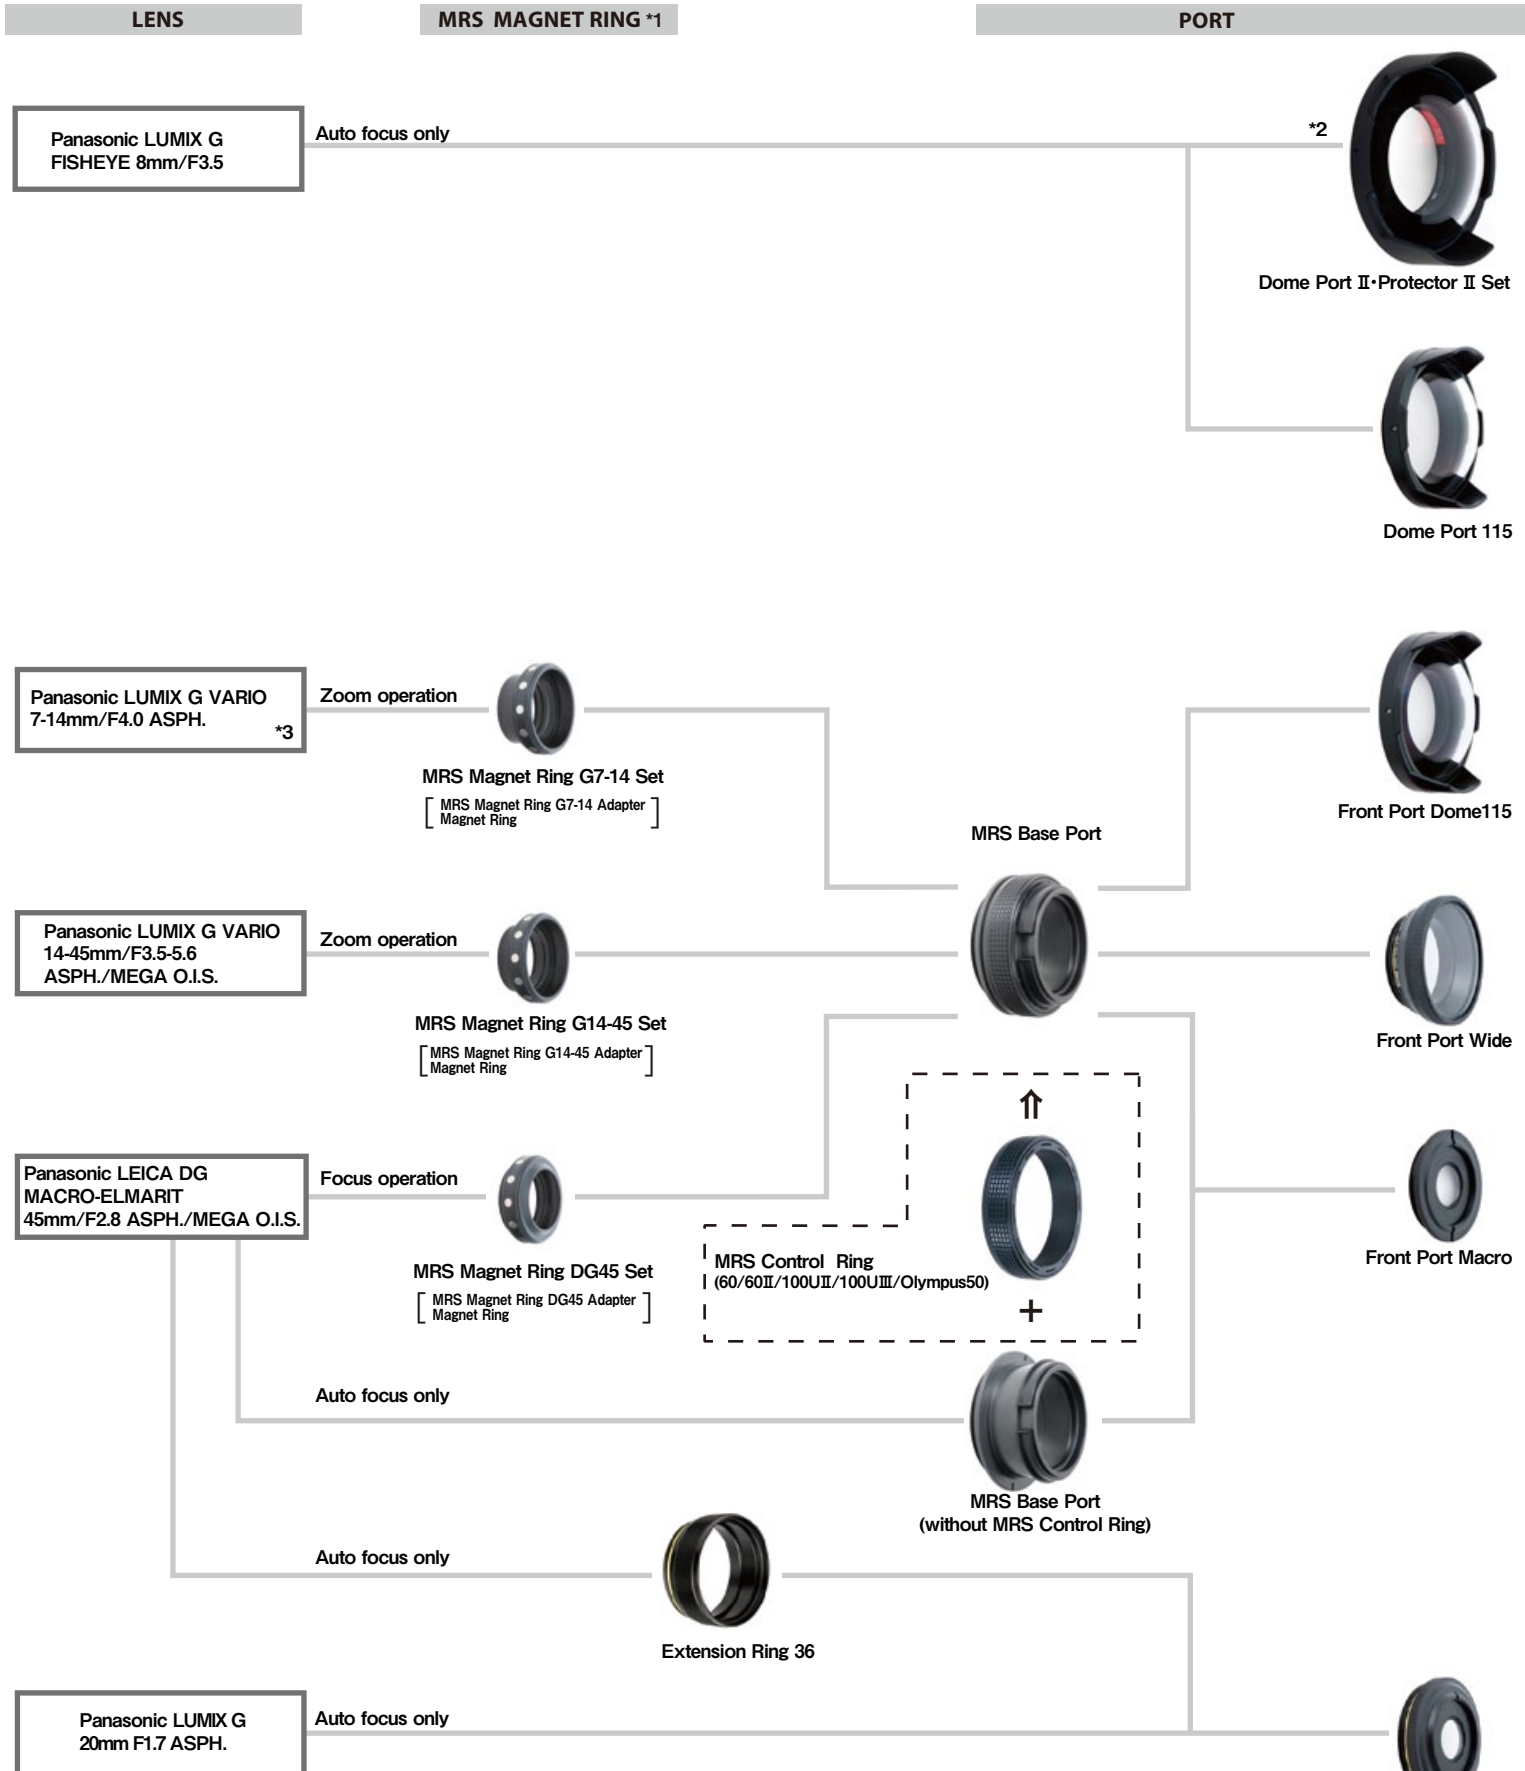 LENS
MRS MAGNET RING *1
PORT
Panasonic LUMIX G
FISHEYE 8mm/F3.5
Auto focus only
*2
Dome Port Ⅱ・Protector Ⅱ Set
Dome Port 115
Panasonic LUMIX G VARIO
7-14mm/F4.0 ASPH.
*3
Zoom operation
MRS Magnet Ring G7-14 Set
[ MRS Magnet Ring G7-14 Adapter
Magnet Ring ]
MRS Base Port
Front Port Dome115
Panasonic LUMIX G VARIO
14-45mm/F3.5-5.6
ASPH./MEGA O.I.S.
Zoom operation
MRS Magnet Ring G14-45 Set
[ MRS Magnet Ring G14-45 Adapter
Magnet Ring ]
Front Port Wide
⇑
Panasonic LEICA DG
MACRO-ELMARIT
45mm/F2.8 ASPH./MEGA O.I.S.
Focus operation
MRS Magnet Ring DG45 Set
[ MRS Magnet Ring DG45 Adapter
Magnet Ring ]
MRS Control Ring
(60/60Ⅱ/100UⅡ/100UⅢ/Olympus50)
+
Front Port Macro
Auto focus only
MRS Base Port
(without MRS Control Ring)
Auto focus only
Extension Ring 36
Panasonic LUMIX G
20mm F1.7 ASPH.
Auto focus only